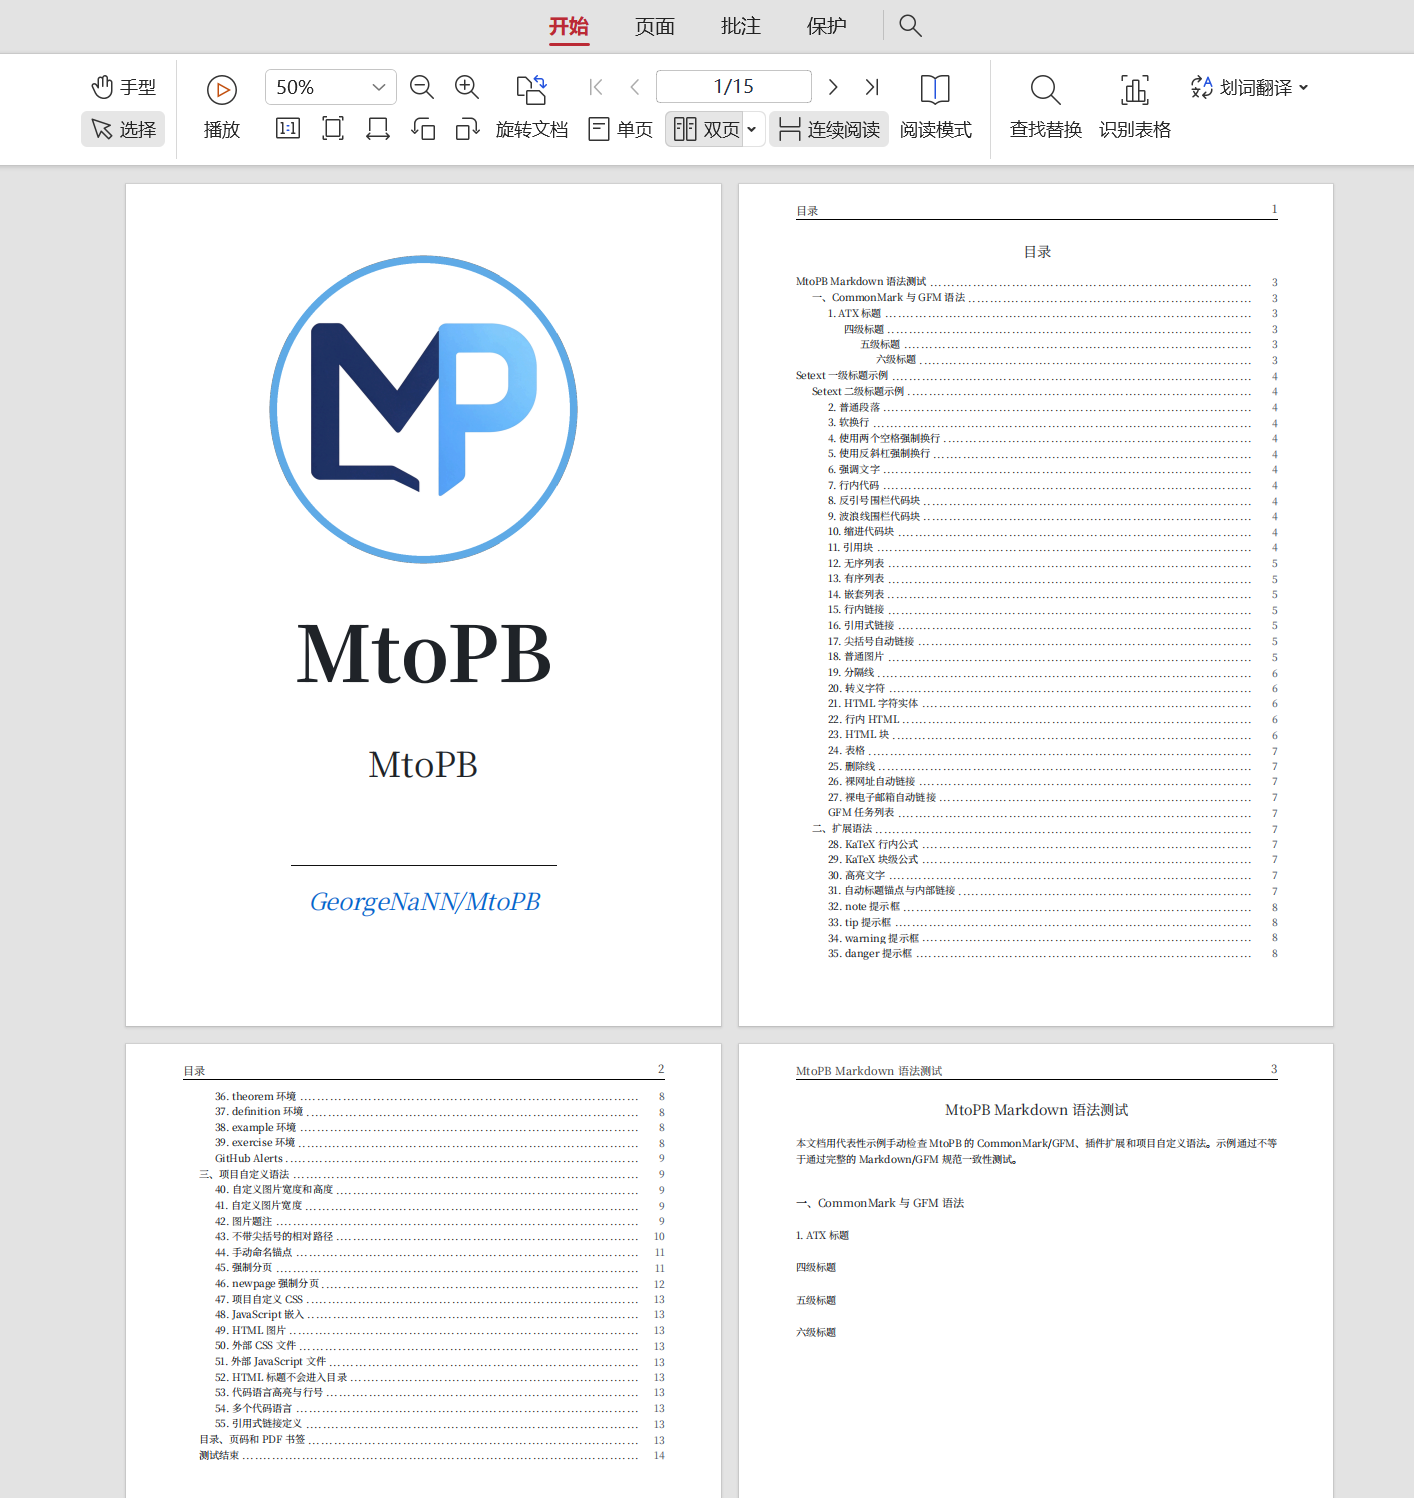 开始 页面 批注 保护
手型 50% 1/15 划词翻译
选择 播放 1:1 旋转文档 单页 双页 连续阅读 阅读模式 查找替换 识别表格
MP
MtoPB
MtoPB
GeorgeNaNN/MtoPB
目录 1
目录
MtoPB Markdown 语法测试 3
一、CommonMark 与 GFM 语法 3
1. ATX 标题 3
四级标题 3
五级标题 3
六级标题 3
Setext 一级标题示例 4
Setext 二级标题示例 4
2. 普通段落 4
3. 软换行 4
4. 使用两个空格强制换行 4
5. 使用反斜杠强制换行 4
6. 强调文字 4
7. 行内代码 4
8. 反引号围栏代码块 4
9. 波浪线围栏代码块 4
10. 缩进代码块 4
11. 引用块 4
12. 无序列表 5
13. 有序列表 5
14. 嵌套列表 5
15. 行内链接 5
16. 引用式链接 5
17. 尖括号自动链接 5
18. 普通图片 5
19. 分隔线 6
20. 转义字符 6
21. HTML 字符实体 6
22. 行内 HTML 6
23. HTML 块 6
24. 表格 7
25. 删除线 7
26. 裸网址自动链接 7
27. 裸电子邮箱自动链接 7
GFM 任务列表 7
二、扩展语法 7
28. KaTeX 行内公式 7
29. KaTeX 块级公式 7
30. 高亮文字 7
31. 自动标题锚点与内部链接 7
32. note 提示框 8
33. tip 提示框 8
34. warning 提示框 8
35. danger 提示框 8
目录 2
36. theorem 环境 8
37. definition 环境 8
38. example 环境 8
39. exercise 环境 8
GitHub Alerts 9
三、项目自定义语法 9
40. 自定义图片宽度和高度 9
41. 自定义图片宽度 9
42. 图片题注 9
43. 不带尖括号的相对路径 10
44. 手动命名锚点 11
45. 强制分页 11
46. newpage 强制分页 12
47. 项目自定义 CSS 13
48. JavaScript 嵌入 13
49. HTML 图片 13
50. 外部 CSS 文件 13
51. 外部 JavaScript 文件 13
52. HTML 标题不会进入目录 13
53. 代码语言高亮与行号 13
54. 多个代码语言 13
55. 引用式链接定义 13
目录、页码和 PDF 书签 13
测试结束 14
MtoPB Markdown 语法测试 3
MtoPB Markdown 语法测试
本文档用代表性示例手动检查 MtoPB 的 CommonMark/GFM、插件扩展和项目自定义语法。示例通过不等
于通过完整的 Markdown/GFM 规范一致性测试。
一、CommonMark 与 GFM 语法
1. ATX 标题
四级标题
五级标题
六级标题